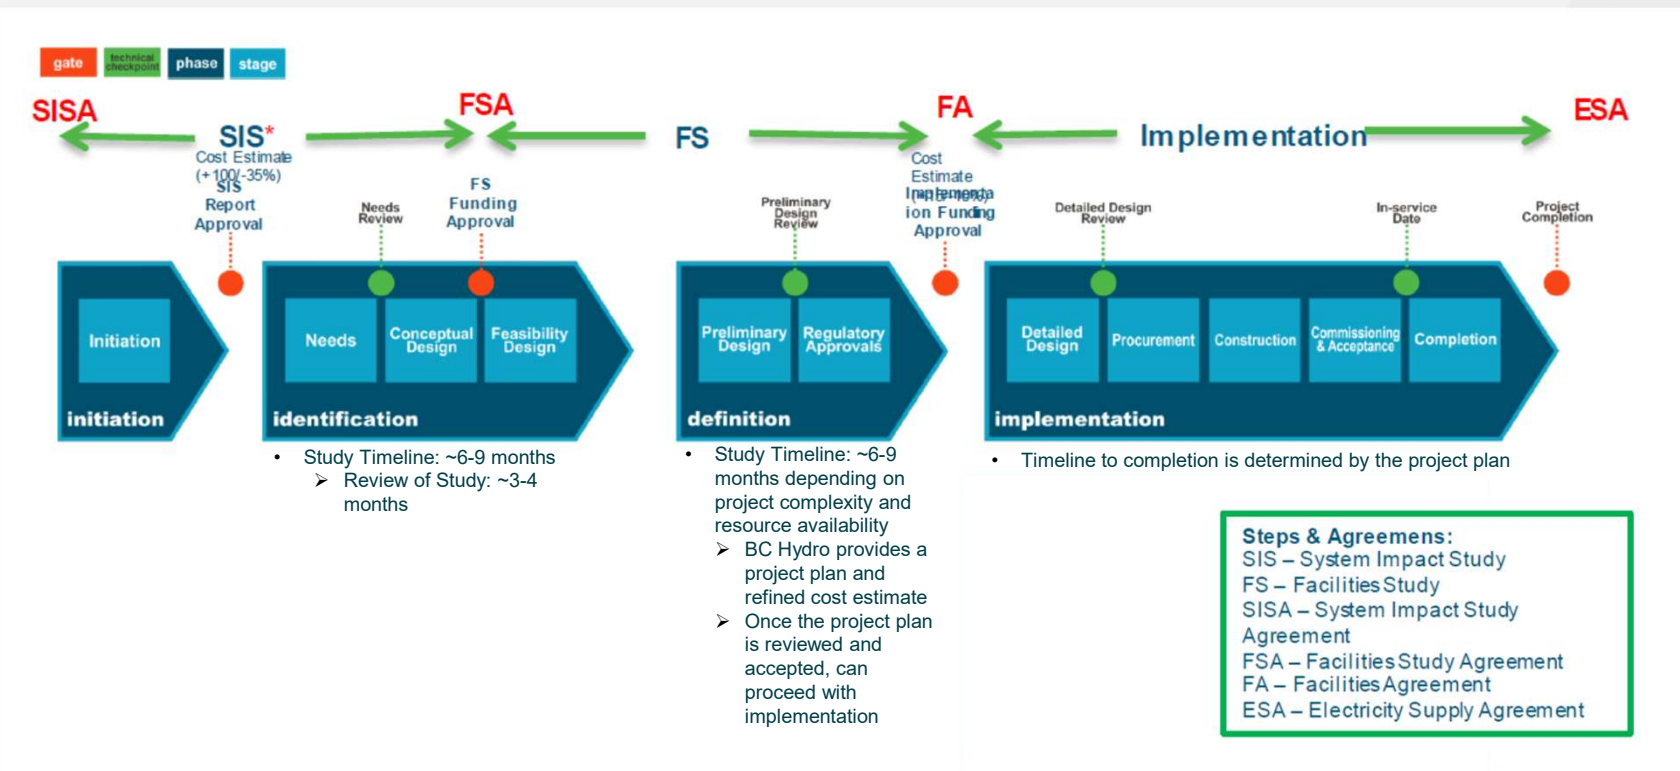 gate
technical
checkpoint
phase
stage
SISA
FSA
FA
ESA
SIS*
FS
Implementation
Cost Estimate
(+100/-35%)
SIS
Report
Approval
Needs
Review
FS
Funding
Approval
Preliminary
Design
Review
Cost
Estimate
Implementa
ion Funding
Approval
Detailed Design
Review
In-service
Date
Project
Completion
Initiation
Needs
Conceptual
Design
Feasibility
Design
Preliminary
Design
Regulatory
Approvals
Detailed
Design
Procurement
Construction
Commissioning
& Acceptance
Completion
initiation
identification
definition
implementation
• Study Timeline: ~6-9 months
➢ Review of Study: ~3-4
months
• Study Timeline: ~6-9
months depending on
project complexity and
resource availability
➢ BC Hydro provides a
project plan and
refined cost estimate
➢ Once the project plan
is reviewed and
accepted, can
proceed with
implementation
• Timeline to completion is determined by the project plan
Steps & Agreemens:
SIS – System Impact Study
FS – Facilities Study
SISA – System Impact Study
Agreement
FSA – Facilities Study Agreement
FA – Facilities Agreement
ESA – Electricity Supply Agreement